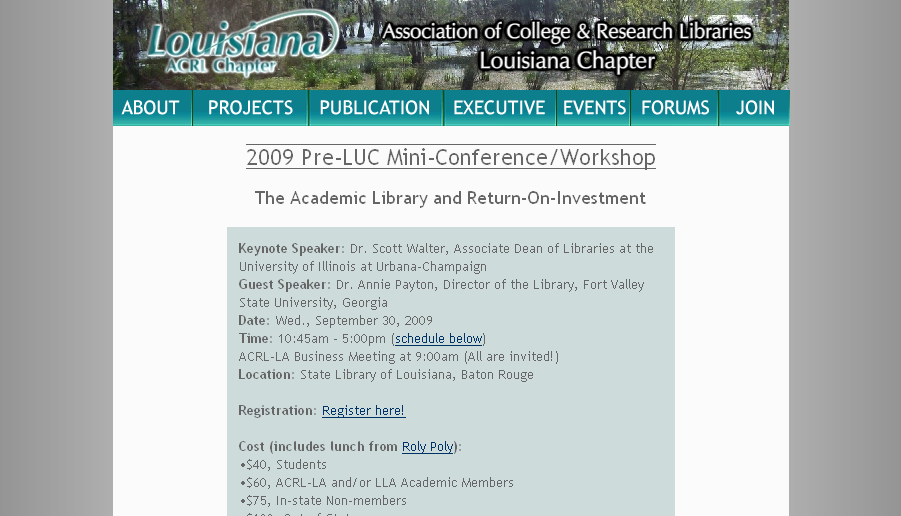 Louisiana
ACRL Chapter
Association of College & Research Libraries
Louisiana Chapter
ABOUT PROJECTS PUBLICATION EXECUTIVE EVENTS FORUMS JOIN
2009 Pre-LUC Mini-Conference/Workshop
The Academic Library and Return-On-Investment
Keynote Speaker: Dr. Scott Walter, Associate Dean of Libraries at the
University of Illinois at Urbana-Champaign
Guest Speaker: Dr. Annie Payton, Director of the Library, Fort Valley
State University, Georgia
Date: Wed., September 30, 2009
Time: 10:45am - 5:00pm (schedule below)
ACRL-LA Business Meeting at 9:00am (All are invited!)
Location: State Library of Louisiana, Baton Rouge
Registration: Register here!
Cost (includes lunch from Roly Poly):
•$40, Students
•$60, ACRL-LA and/or LLA Academic Members
•$75, In-state Non-members